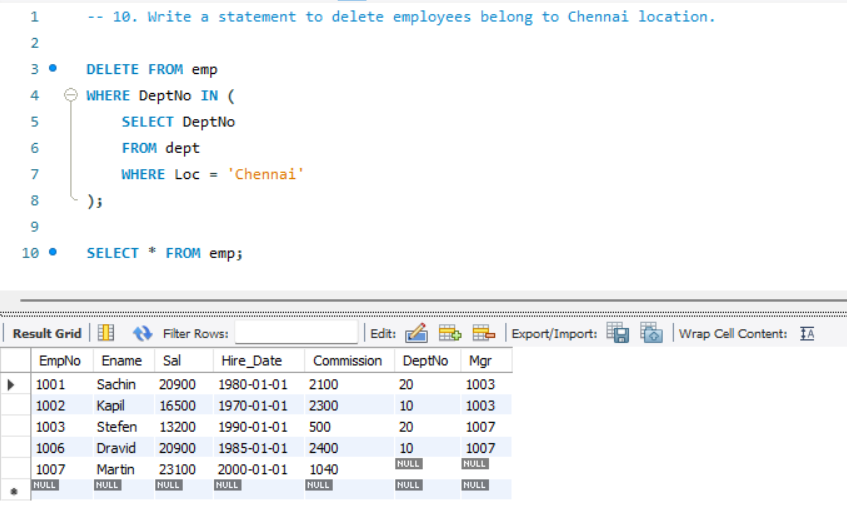 1 -- 10. Write a statement to delete employees belong to Chennai location.
2
3 DELETE FROM emp
4 WHERE DeptNo IN (
5 SELECT DeptNo
6 FROM dept
7 WHERE Loc = 'Chennai'
8 );
9
10 SELECT * FROM emp;
Result Grid Filter Rows: Edit: Export/Import: Wrap Cell Content: IA
EmpNo Ename Sal Hire_Date Commission DeptNo Mgr
1001 Sachin 20900 1980-01-01 2100 20 1003
1002 Kapil 16500 1970-01-01 2300 10 1003
1003 Stefen 13200 1990-01-01 500 20 1007
1006 Dravid 20900 1985-01-01 2400 10 1007
1007 Martin 23100 2000-01-01 1040 NULL NULL
NULL NULL NULL NULL NULL NULL NULL